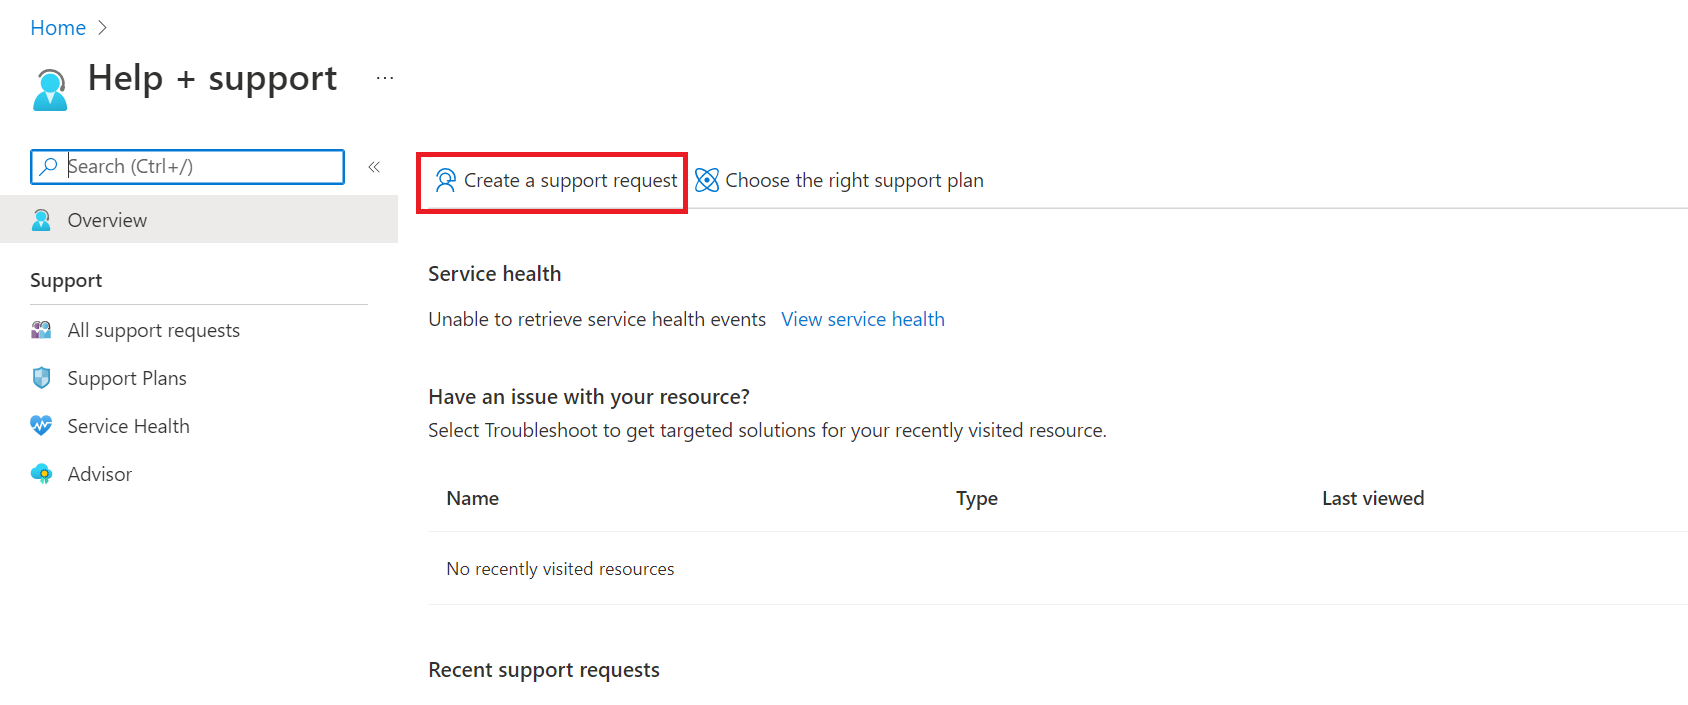 Home
Help + support
Search (Ctrl+/)
Overview
Support
All support requests
Support Plans
Service Health
Advisor
Create a support request
Choose the right support plan
Service health
Unable to retrieve service health events View service health
Have an issue with your resource?
Select Troubleshoot to get targeted solutions for your recently visited resource.
Name Type Last viewed
No recently visited resources
Recent support requests